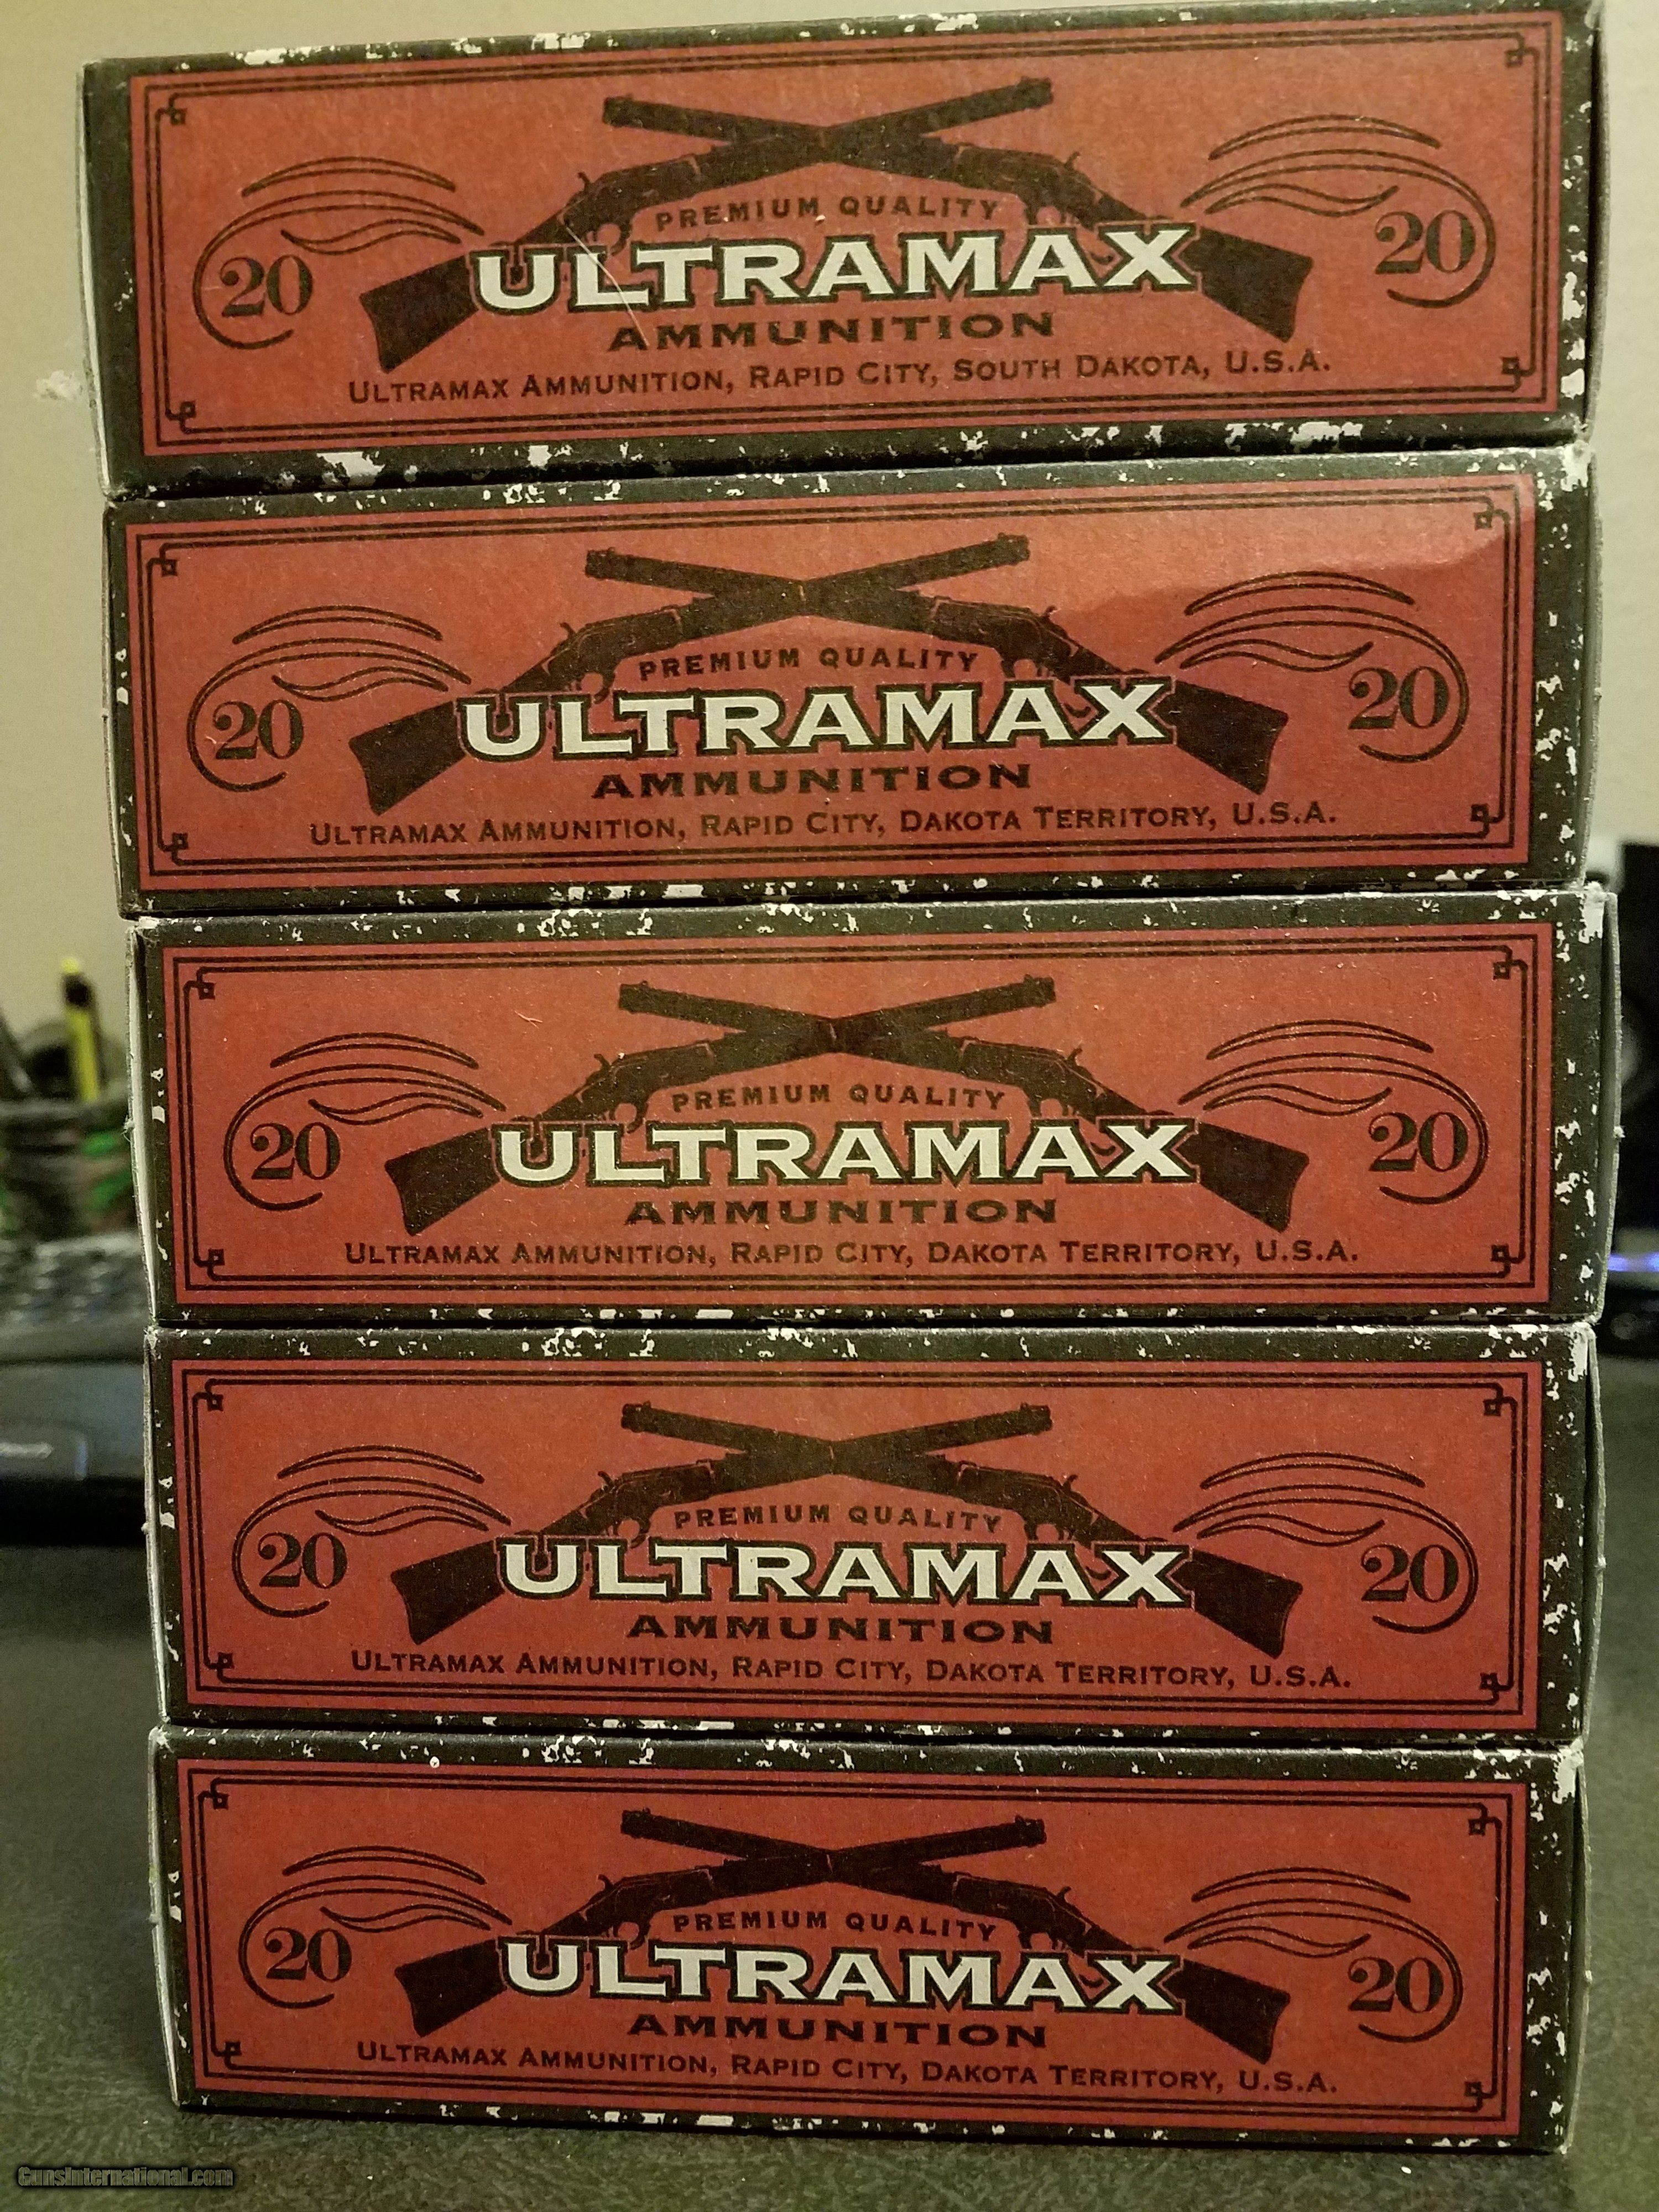 PREMIUM QUALITY
20 ULTRAMAX 20
AMMUNITION
ULTRAMAX AMMUNITION, RAPID CITY, SOUTH DAKOTA, U.S.A.
PREMIUM QUALITY
20 ULTRAMAX 20
AMMUNITION
ULTRAMAX AMMUNITION, RAPID CITY, DAKOTA TERRITORY, U.S.A.
PREMIUM QUALITY
20 ULTRAMAX 20
AMMUNITION
ULTRAMAX AMMUNITION, RAPID CITY, DAKOTA TERRITORY, U.S.A.
PREMIUM QUALITY
20 ULTRAMAX 20
AMMUNITION
ULTRAMAX AMMUNITION, RAPID CITY, DAKOTA TERRITORY, U.S.A.
PREMIUM QUALITY
20 ULTRAMAX 20
AMMUNITION
ULTRAMAX AMMUNITION, RAPID CITY, DAKOTA TERRITORY, U.S.A.
GunsInternational.com